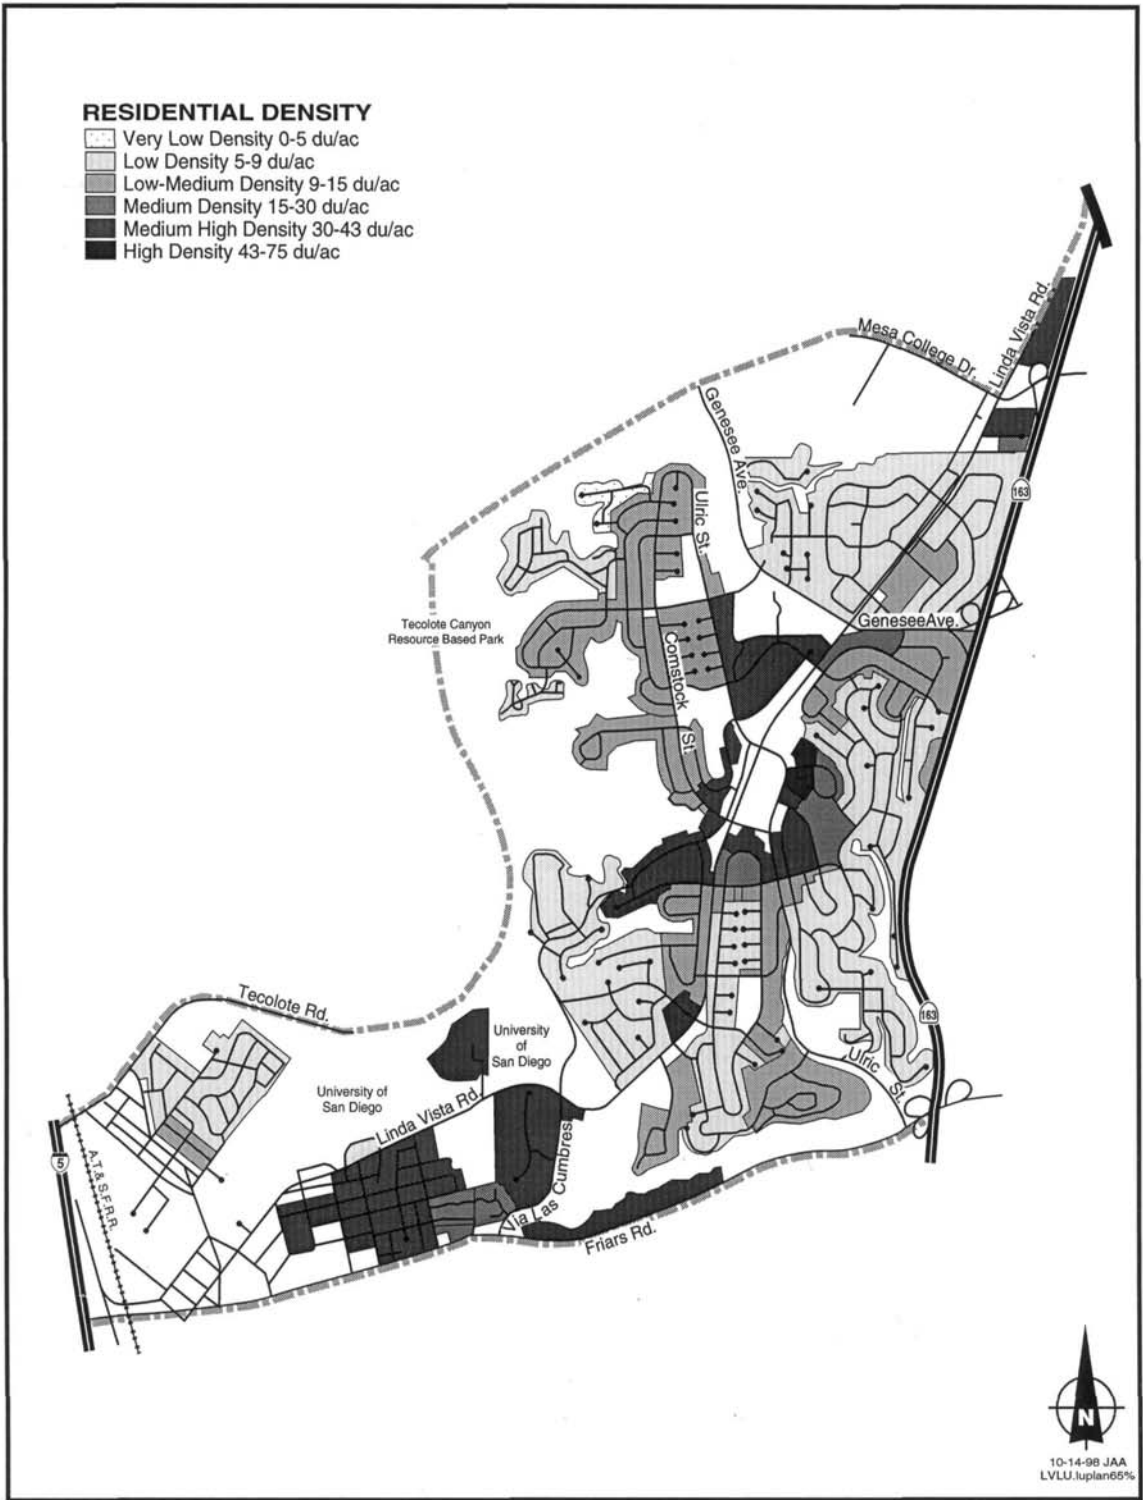 RESIDENTIAL DENSITY
Very Low Density 0-5 du/ac
Low Density 5-9 du/ac
Low-Medium Density 9-15 du/ac
Medium Density 15-30 du/ac
Medium High Density 30-43 du/ac
High Density 43-75 du/ac
Mesa College Dr.
Linda Vista Rd.
Genesee Ave.
Ulric St.
163
GeneseeAve.
Tecolote Canyon
Resource Based Park
Comstock St.
Tecolote Rd.
University
of
San Diego
163
University of
San Diego
Linda Vista Rd.
Ulric St.
5
A.T.& S.F.R.R.
Via Las Cumbres
Friars Rd.
N
10-14-98 JAA
LVLU.luplan65%